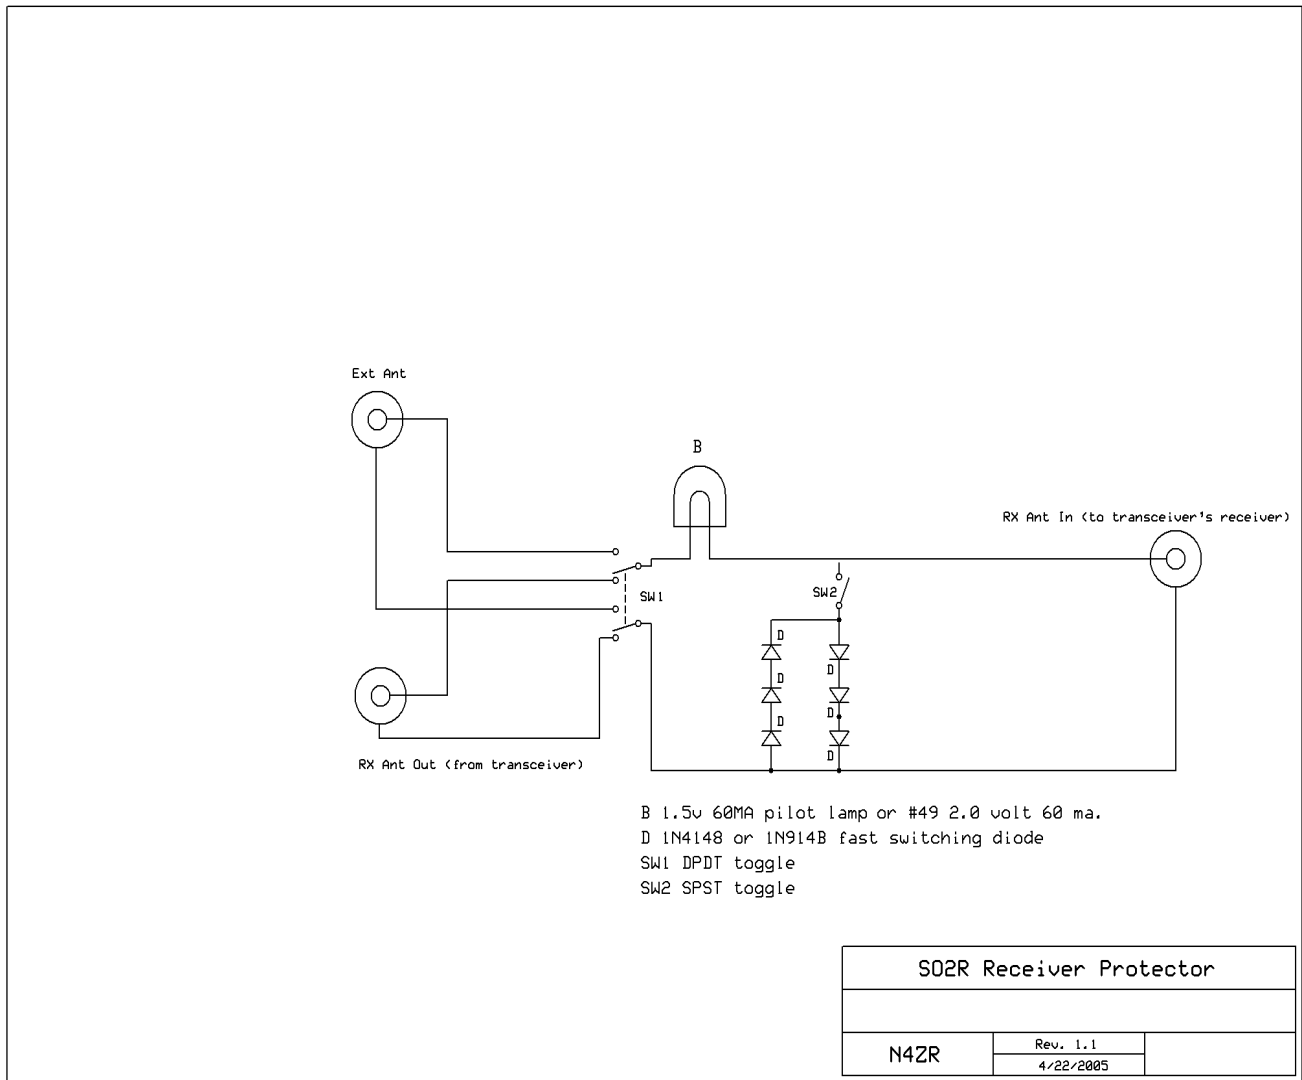 Ext Ant
B
RX Ant In (to transceiver's receiver)
SW1
SW2
D
D
D
D
D
D
RX Ant Out (from transceiver)
B 1.5v 60MA pilot lamp or #49 2.0 volt 60 ma.
D 1N4148 or 1N914B fast switching diode
SW1 DPDT toggle
SW2 SPST toggle
SO2R Receiver Protector
N4ZR
Rev. 1.1
4/22/2005